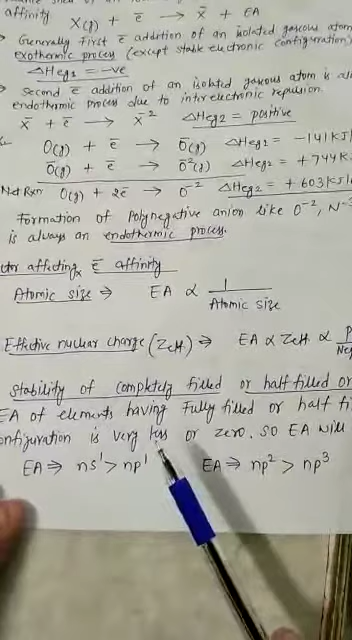 affinity X(g) + e̅ → x̅ + EA
Generally First e̅ addition of an isolated gaseous atom
exothermic process (except stable electronic configuration)
ΔHeg1 = -ve
Second e̅ addition of an isolated gaseous atom is
endothermic process due to interelectronic repulsion.
x̅ + e̅ → x̅² ΔHeg2 = positive
O(g) + e̅ → O̅(g) ΔHeg1 = -141 KJ
O̅(g) + e̅ → O̅²(g) ΔHeg2 = +744 K
Net Rxn O(g) + 2e̅ → O⁻² ΔHeg2 = +603 KJ
Formation of Polynegative anion like O⁻², N⁻³
is always an endothermic process.
affecting e̅ affinity
Atomic size ⇒ EA ∝ 1 / Atomic size
Effective nuclear charge (Zeff.) ⇒ EA ∝ Zeff. ∝
stability of completely filled or half filled
EA of elements having Fully filled or half
configuration is very less or zero. SO EA will
EA ⇒ ns' > np' EA ⇒ np² > np³